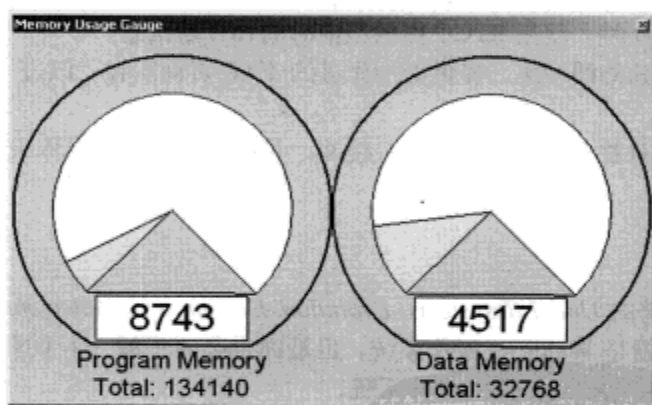 Memory Usage Gauge
8743
Program Memory
Total: 134140
4517
Data Memory
Total: 32768